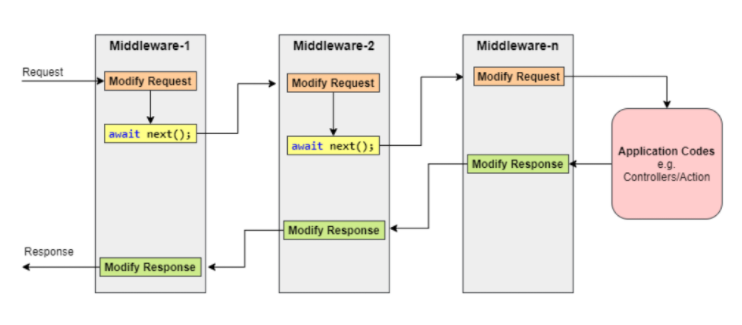 Middleware-1
Middleware-2
Middleware-n
Request
Modify Request
Modify Request
Modify Request
await next();
await next();
Application Codes
e.g.
Controllers/Action
Modify Response
Modify Response
Response
Modify Response